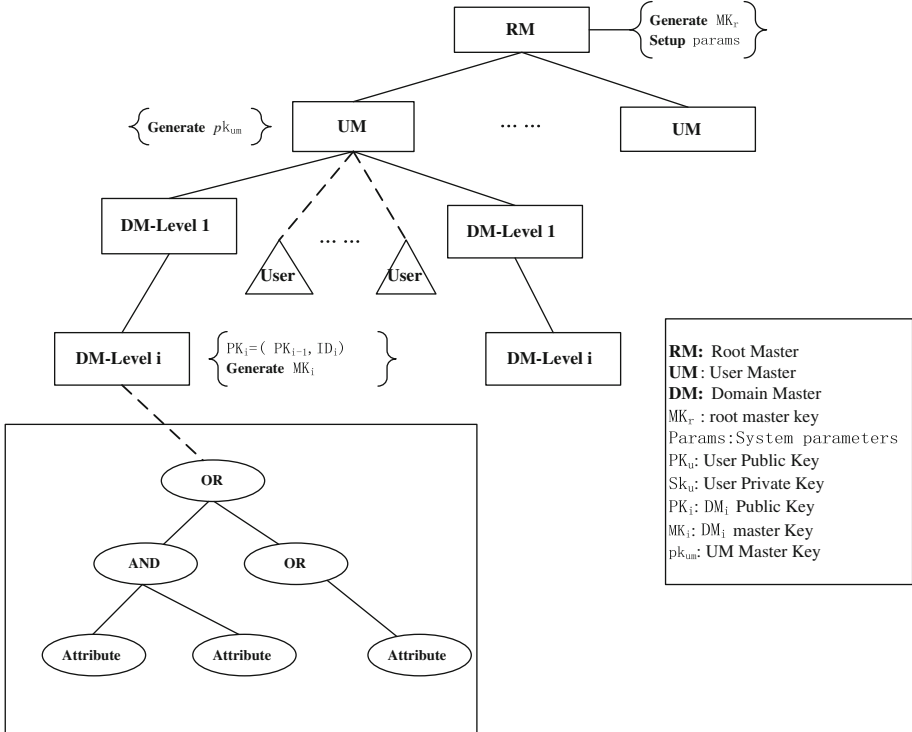 RM
Generate MKr
Setup params
Generate pkum
UM
... ...
UM
DM-Level 1
... ...
DM-Level 1
User
User
DM-Level i
PKi=( PKi-1, IDi)
Generate MKi
DM-Level i
RM: Root Master
UM : User Master
DM: Domain Master
MKr : root master key
Params:System parameters
PKu: User Public Key
Sku: User Private Key
PKi: DMi Public Key
MKi: DMi master Key
pkum: UM Master Key
OR
AND
OR
Attribute
Attribute
Attribute